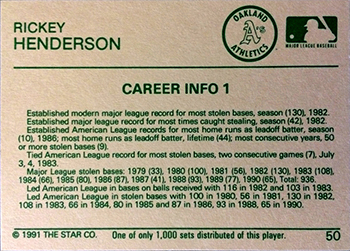 RICKEY
HENDERSON
OAKLAND
A's
ATHLETICS
MAJOR LEAGUE BASEBALL
CAREER INFO 1
Established modern major league record for most stolen bases, season (130), 1982.
Established major league record for most times caught stealing, season (42), 1982.
Established American League records for most home runs as leadoff batter, season
(10), 1986; most home runs as leadoff batter, lifetime (44); most consecutive years, 50
or more stolen bases (9).
Tied American League record for most stolen bases, two consecutive games (7), July
3, 4, 1983.
Major League stolen bases: 1979 (33), 1980 (100), 1981 (56), 1982 (130), 1983 (108),
1984 (66), 1985 (80), 1986 (87), 1987 (41), 1988 (93), 1989 (77), 1990 (65). Total: 936.
Led American League in bases on balls received with 116 in 1982 and 103 in 1983.
Led American League in stolen bases with 100 in 1980, 56 in 1981, 130 in 1982,
108 in 1983, 66 in 1984, 80 in 1985 and 87 in 1986, 93 in 1988, 65 in 1990.
© 1991 THE STAR CO.
One of only 1,000 sets distributed of this player.
50